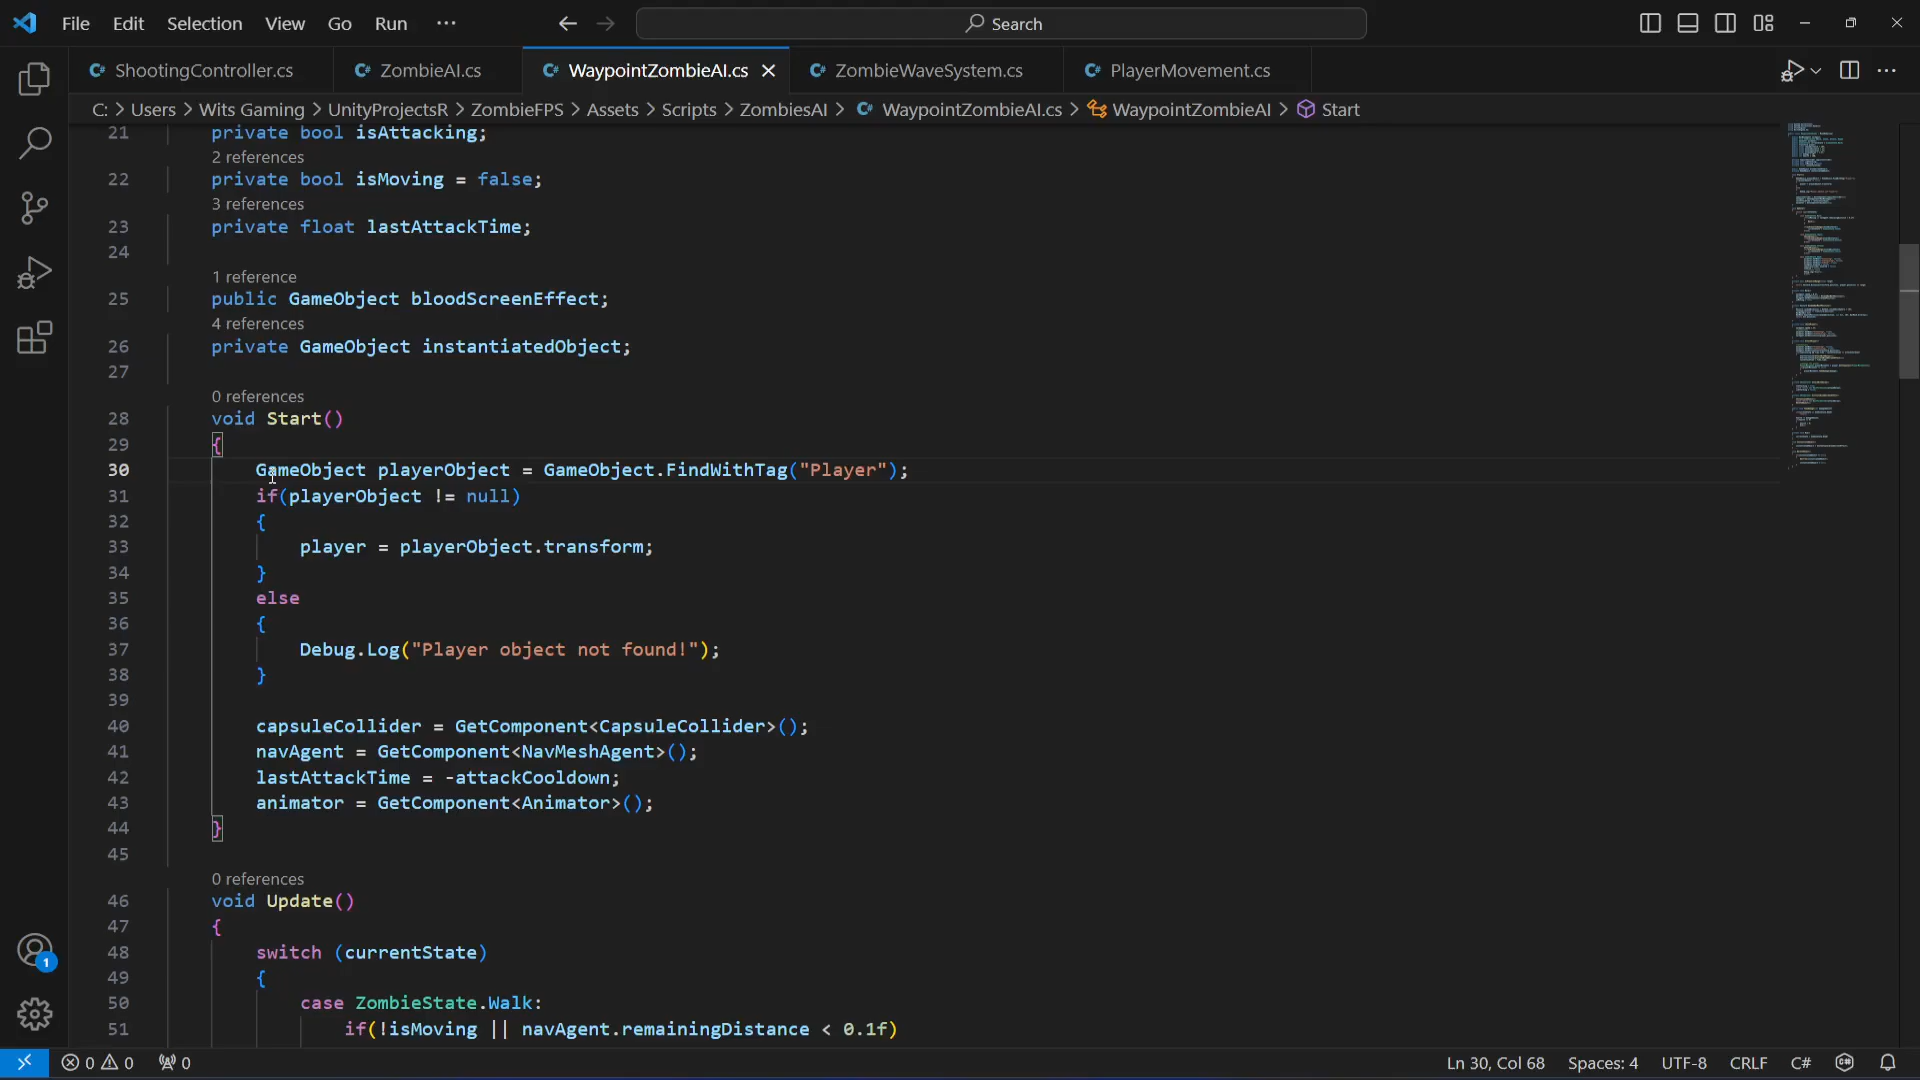 File Edit Selection View Go Run ··· Search
ShootingController.cs ZombieAI.cs WaypointZombieAI.cs ZombieWaveSystem.cs PlayerMovement.cs
C: > Users > Wits Gaming > UnityProjectsR > ZombieFPS > Assets > Scripts > ZombiesAI > WaypointZombieAI.cs > WaypointZombieAI > Start
21 private bool isAttacking;
2 references
22 private bool isMoving = false;
3 references
23 private float lastAttackTime;
24
1 reference
25 public GameObject bloodScreenEffect;
4 references
26 private GameObject instantiatedObject;
27
0 references
28 void Start()
29 {
30 GameObject playerObject = GameObject.FindWithTag("Player");
31 if(playerObject != null)
32 {
33 player = playerObject.transform;
34 }
35 else
36 {
37 Debug.Log("Player object not found!");
38 }
39
40 capsuleCollider = GetComponent<CapsuleCollider>();
41 navAgent = GetComponent<NavMeshAgent>();
42 lastAttackTime = -attackCooldown;
43 animator = GetComponent<Animator>();
44 }
45
0 references
46 void Update()
47 {
48 switch (currentState)
49 {
50 case ZombieState.Walk:
51 if(!isMoving || navAgent.remainingDistance < 0.1f)
1
0 0 0 Ln 30, Col 68 Spaces: 4 UTF-8 CRLF C#